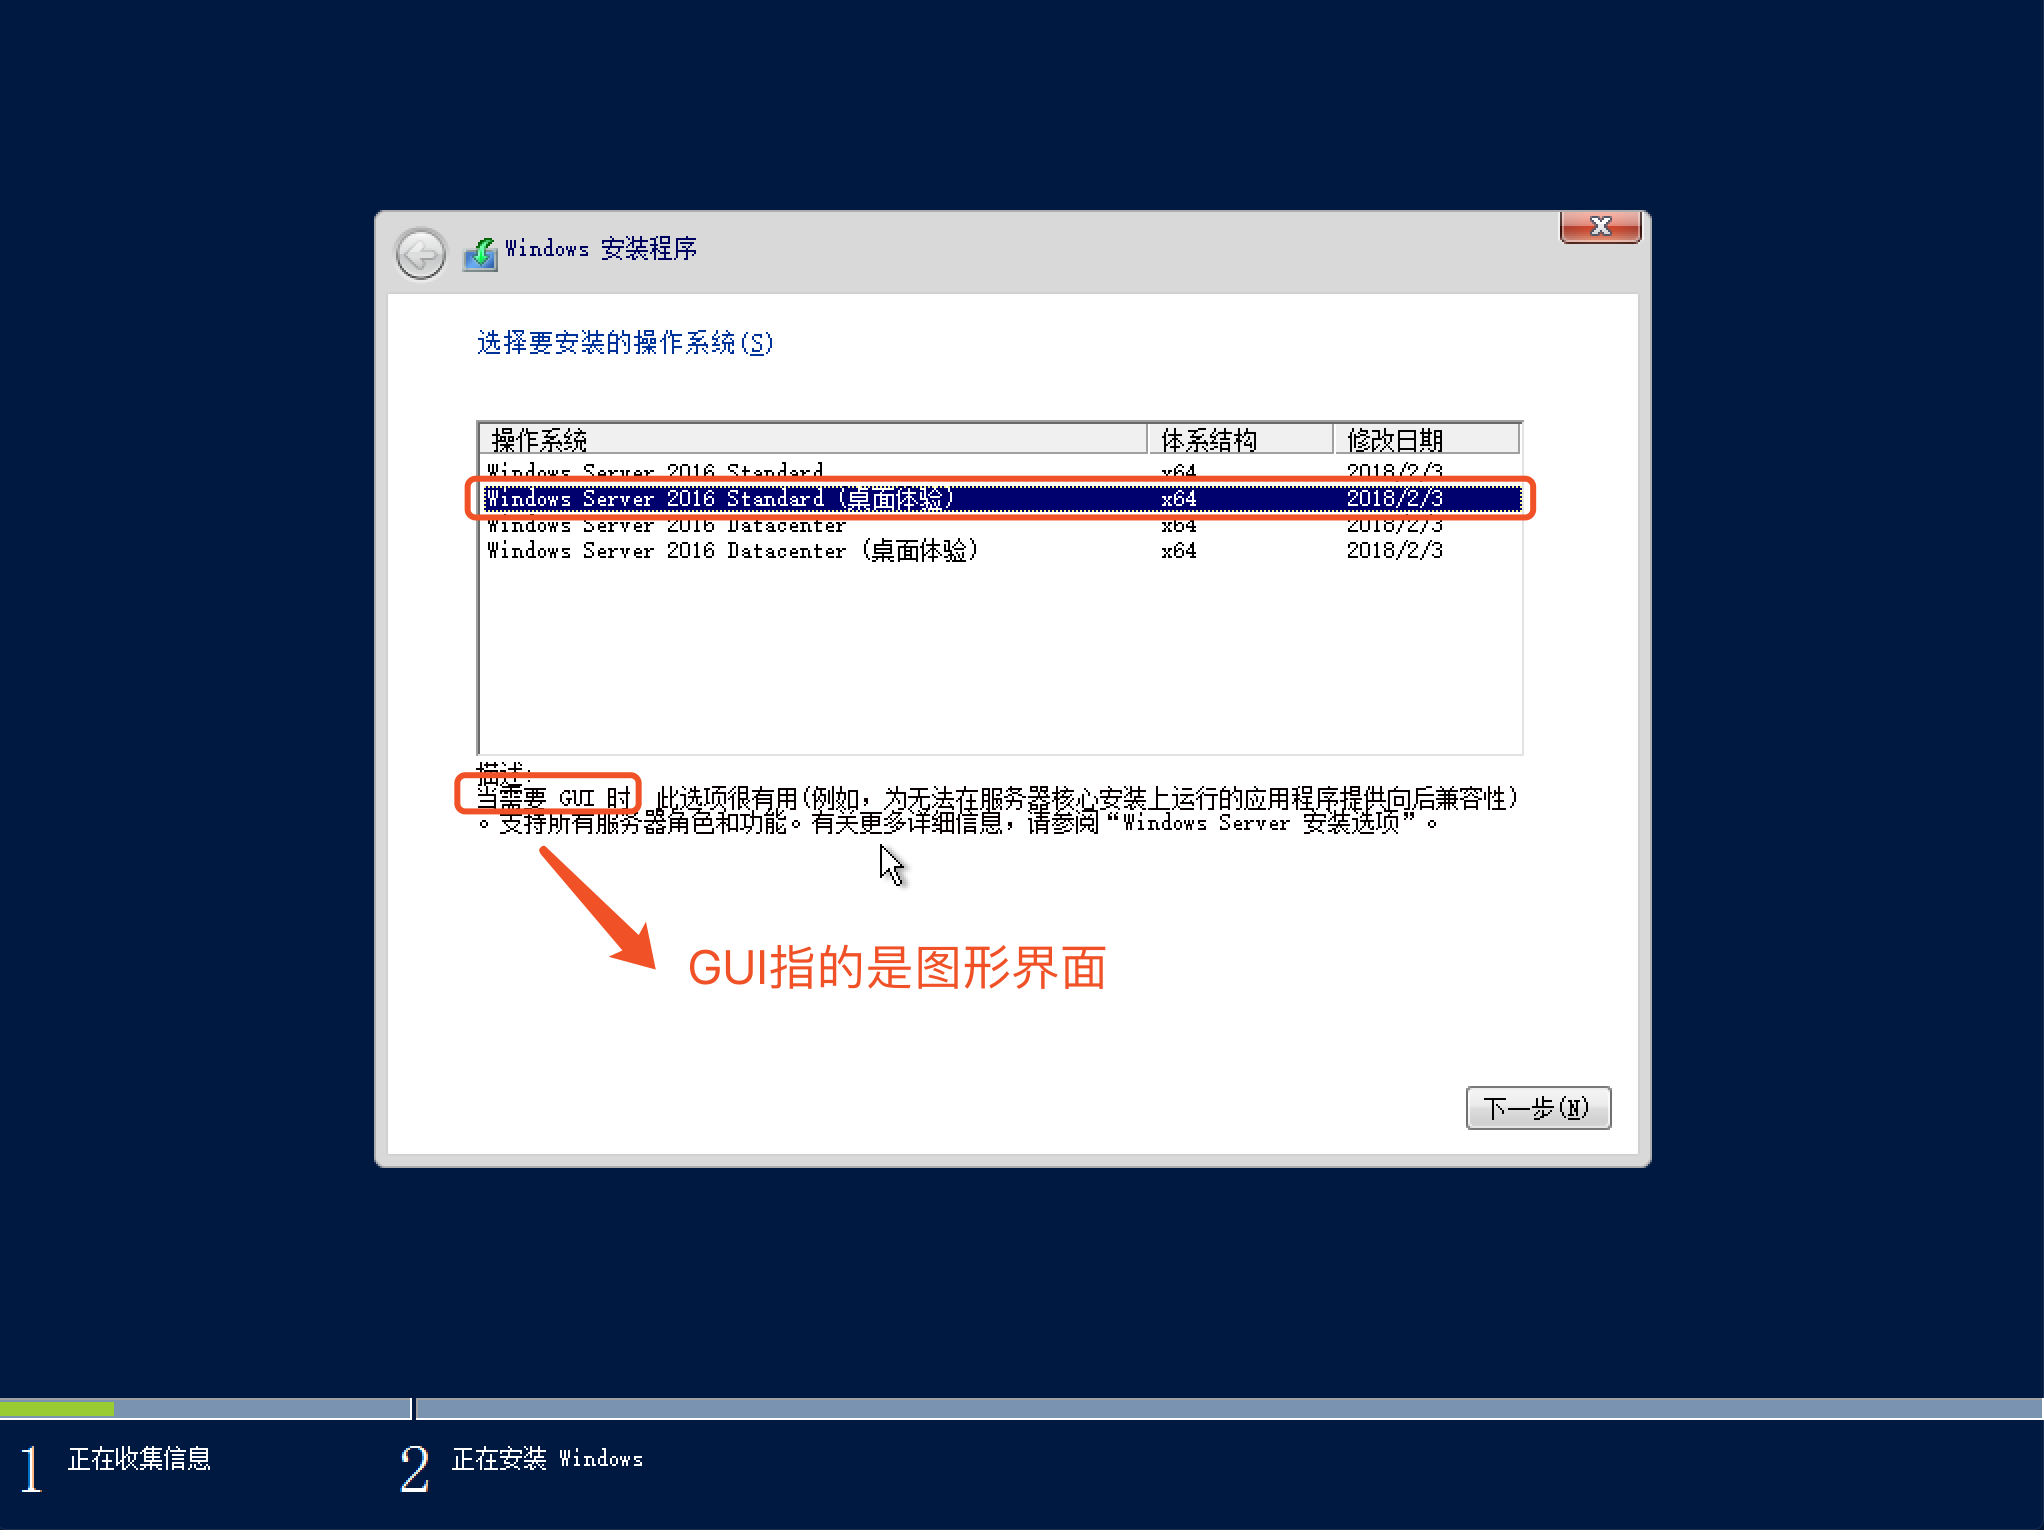 Windows 安装程序
选择要安装的操作系统(S)
操作系统 体系结构 修改日期
Windows Server 2016 Standard x64 2018/2/3
Windows Server 2016 Standard (桌面体验) x64 2018/2/3
Windows Server 2016 Datacenter x64 2018/2/3
Windows Server 2016 Datacenter (桌面体验) x64 2018/2/3
描述:
当需要 GUI 时，此选项很有用(例如，为无法在服务器核心安装上运行的应用程序提供向后兼容性)
。支持所有服务器角色和功能。有关更多详细信息，请参阅“Windows Server 安装选项”。
GUI指的是图形界面
下一步(N)
1 正在收集信息 2 正在安装 Windows